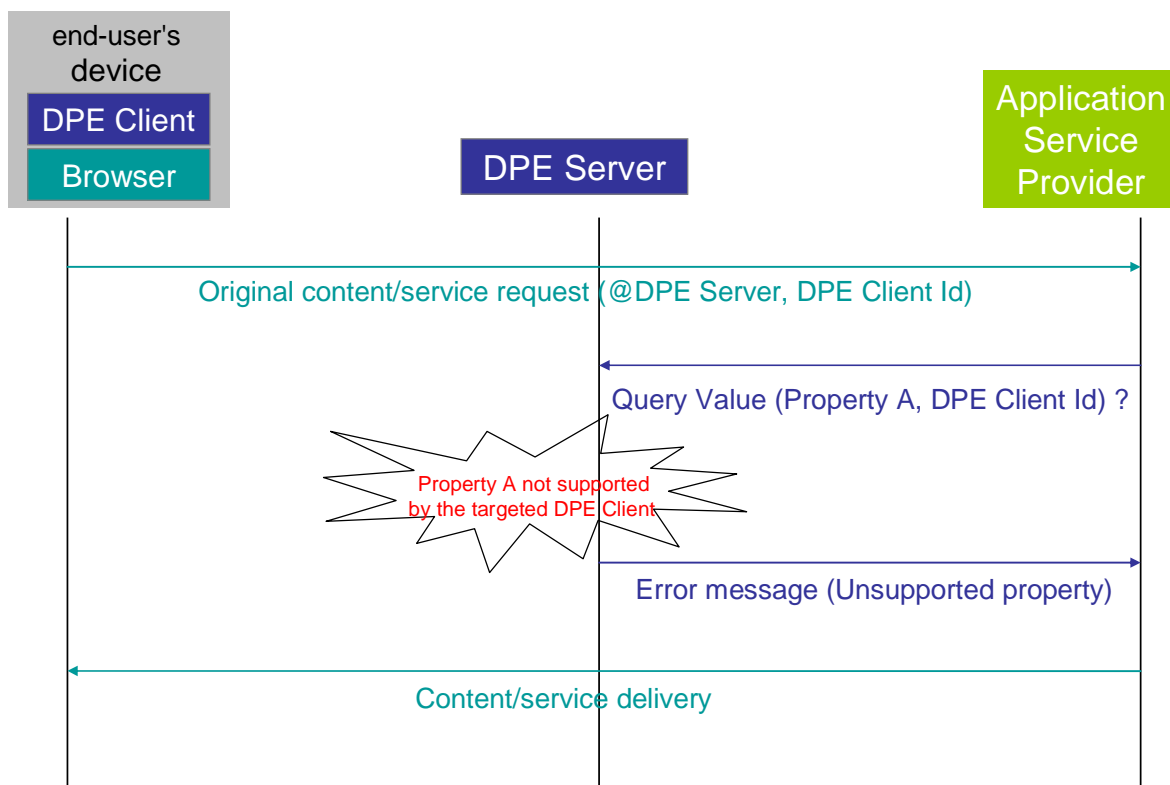 end-user's
device
DPE Client
Browser
DPE Server
Application
Service
Provider
Original content/service request (@DPE Server, DPE Client Id)
Query Value (Property A, DPE Client Id) ?
Property A not supported
by the targeted DPE Client
Error message (Unsupported property)
Content/service delivery